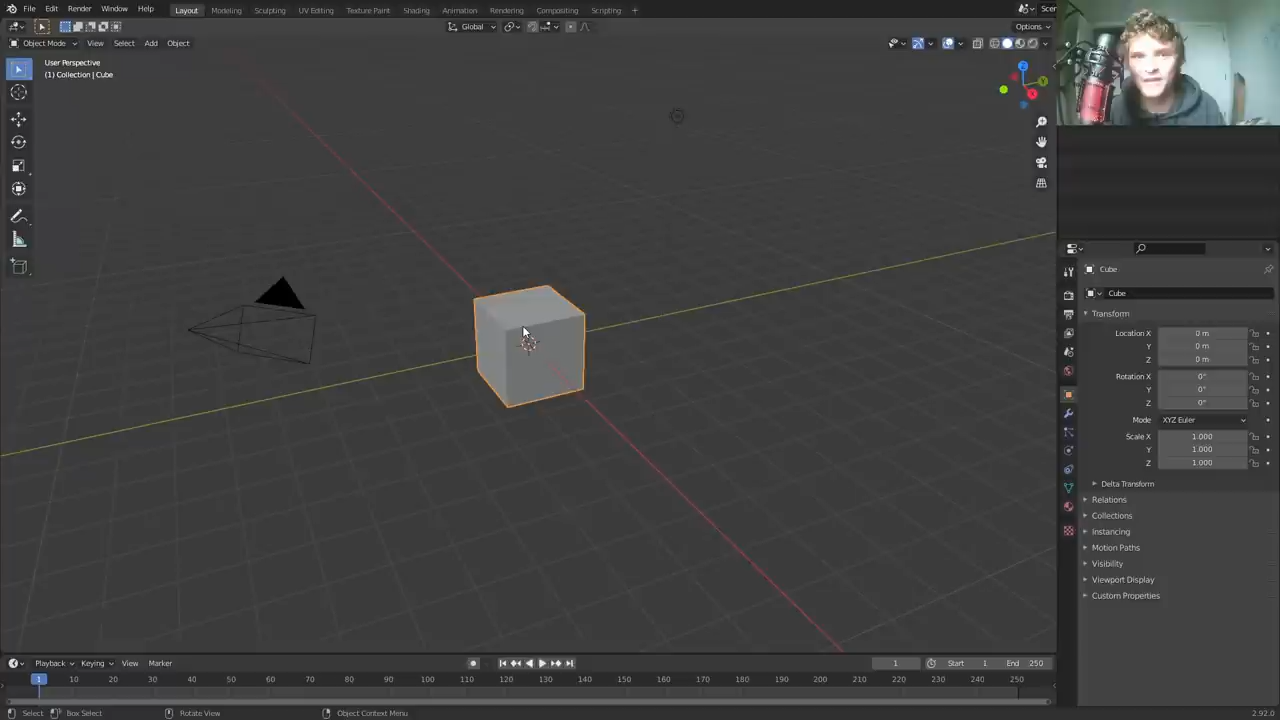 File Edit Render Window Help Layout Modeling Sculpting UV Editing Texture Paint Shading Animation Rendering Compositing Scripting + Scen
Global Options
Object Mode View Select Add Object
User Perspective
(1) Collection | Cube
Z
Y
X
Cube
Cube
Transform
Location X 0 m
Y 0 m
Z 0 m
Rotation X 0°
Y 0°
Z 0°
Mode XYZ Euler
Scale X 1.000
Y 1.000
Z 1.000
Delta Transform
Relations
Collections
Instancing
Motion Paths
Visibility
Viewport Display
Custom Properties
Playback Keying View Marker 1 Start 1 End 250
1 10 20 30 40 50 60 70 80 90 100 110 120 130 140 150 160 170 180 190 200 210 220 230 240 250
Select Box Select Rotate View Object Context Menu 2.92.0